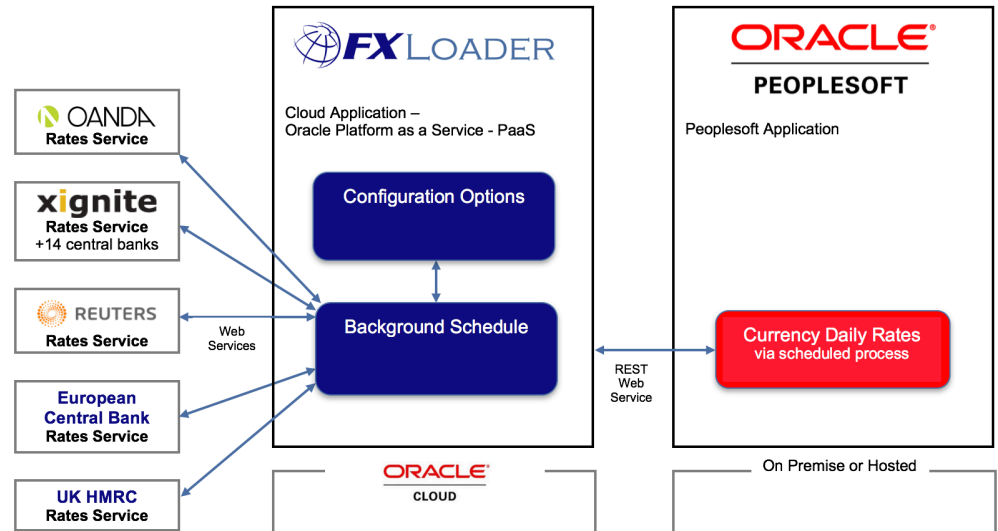 OANDA
Rates Service
xignite
Rates Service
+14 central banks
REUTERS
Rates Service
European
Central Bank
Rates Service
UK HMRC
Rates Service
Web
Services
FXLOADER
Cloud Application –
Oracle Platform as a Service - PaaS
Configuration Options
Background Schedule
ORACLE®
CLOUD
REST
Web
Service
ORACLE®
PEOPLESOFT
Peoplesoft Application
Currency Daily Rates
via scheduled process
On Premise or Hosted